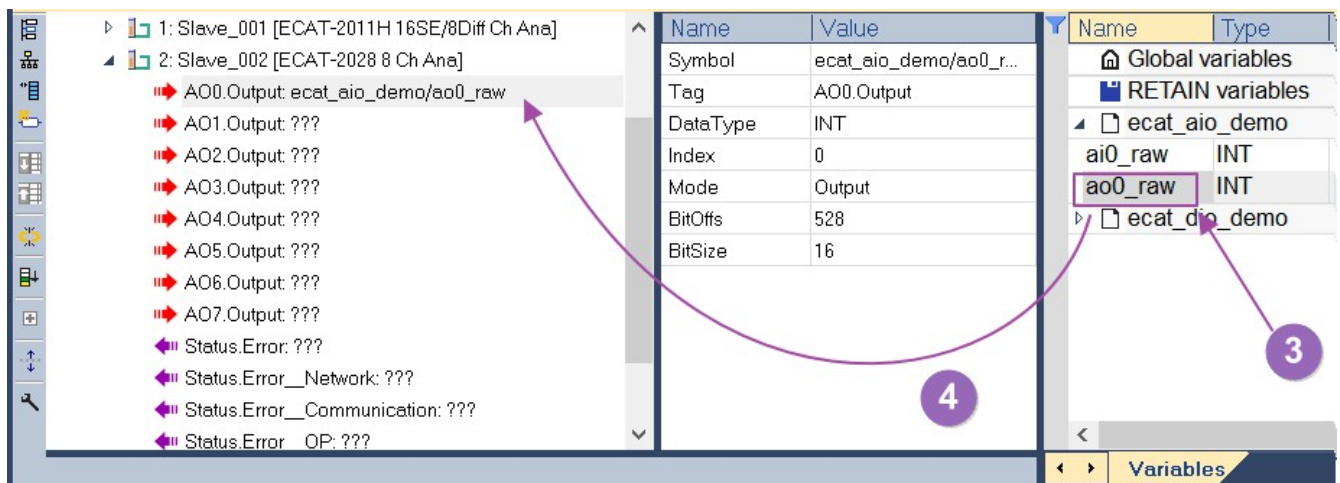 1: Slave_001 [ECAT-2011H 16SE/8Diff Ch Ana]
2: Slave_002 [ECAT-2028 8 Ch Ana]
AO0.Output: ecat_aio_demo/ao0_raw
AO1.Output: ???
AO2.Output: ???
AO3.Output: ???
AO4.Output: ???
AO5.Output: ???
AO6.Output: ???
AO7.Output: ???
Status.Error: ???
Status.Error__Network: ???
Status.Error__Communication: ???
Status.Error__OP: ???
Name Value
Symbol ecat_aio_demo/ao0_r...
Tag AO0.Output
DataType INT
Index 0
Mode Output
BitOffs 528
BitSize 16
4
Name Type
Global variables
RETAIN variables
ecat_aio_demo
ai0_raw INT
ao0_raw INT
ecat_dio_demo
3
Variables